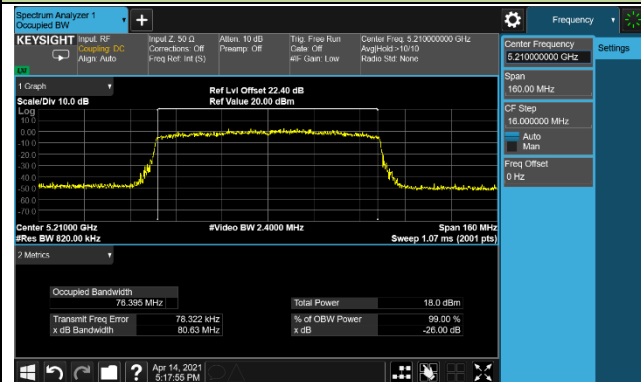 Spectrum Analyzer 1
Occupied BW
+
Frequency
KEYSIGHT
Input: RF
Coupling: DC
Align: Auto
Input Z: 50 Ω
Corrections: Off
Freq Ref: Int (S)
Atten: 10 dB
Preamp: Off
Trig: Free Run
Gate: Off
#IF Gain: Low
Center Freq: 5.210000000 GHz
Avg|Hold:>10/10
Radio Std: None
Center Frequency
5.210000000 GHz
Settings
Span
160.00 MHz
CF Step
16.000000 MHz
Auto
Man
Freq Offset
0 Hz
1 Graph
Scale/Div 10.0 dB
Ref Lvl Offset 22.40 dB
Ref Value 20.00 dBm
Log
10.0
0.00
-10.0
-20.0
-30.0
-40.0
-50.0
-60.0
-70.0
Center 5.21000 GHz
#Res BW 820.00 kHz
#Video BW 2.4000 MHz
Span 160 MHz
Sweep 1.07 ms (2001 pts)
2 Metrics
Occupied Bandwidth
76.395 MHz
Transmit Freq Error 78.322 kHz
x dB Bandwidth 80.63 MHz
Total Power 18.0 dBm
% of OBW Power 99.00 %
x dB -26.00 dB
?
Apr 14, 2021
5:17:55 PM